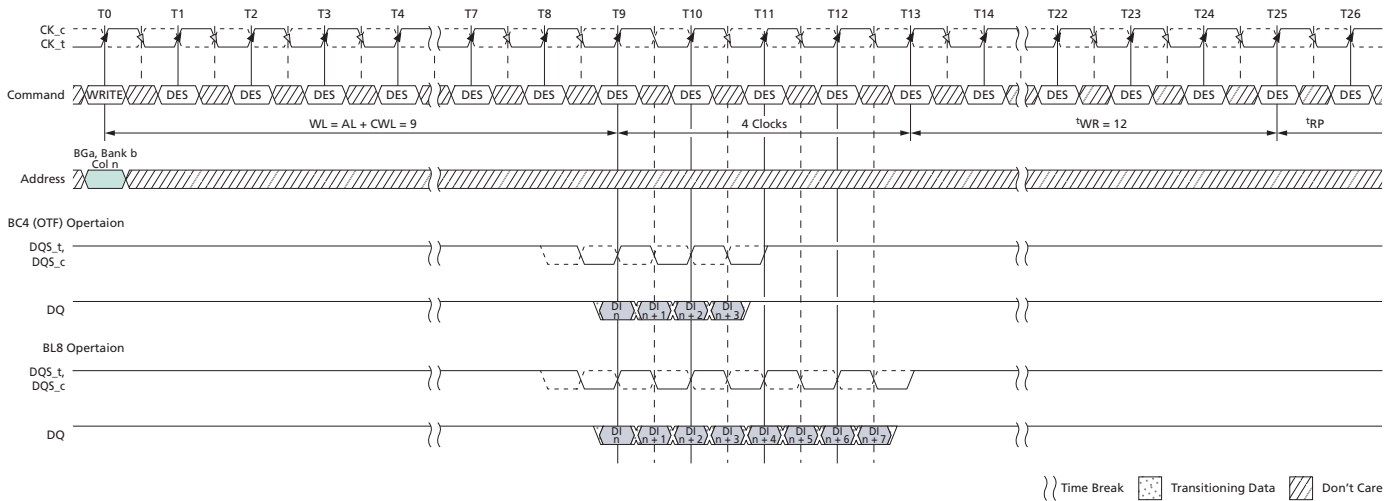 T0 T1 T2 T3 T4 T7 T8 T9 T10 T11 T12 T13 T14 T22 T23 T24 T25 T26
CK_c
CK_t
Command WRITE DES DES DES DES DES DES DES DES DES DES DES DES DES DES DES DES DES
WL = AL + CWL = 9 4 Clocks tWR = 12 tRP
BGa, Bank b
Col n
Address
BC4 (OTF) Opertaion
DQS_t,
DQS_c
DQ DI n DI n + 1 DI n + 2 DI n + 3
BL8 Opertaion
DQS_t,
DQS_c
DQ DI n DI n + 1 DI n + 2 DI n + 3 DI n + 4 DI n + 5 DI n + 6 DI n + 7
Time Break Transitioning Data Don't Care